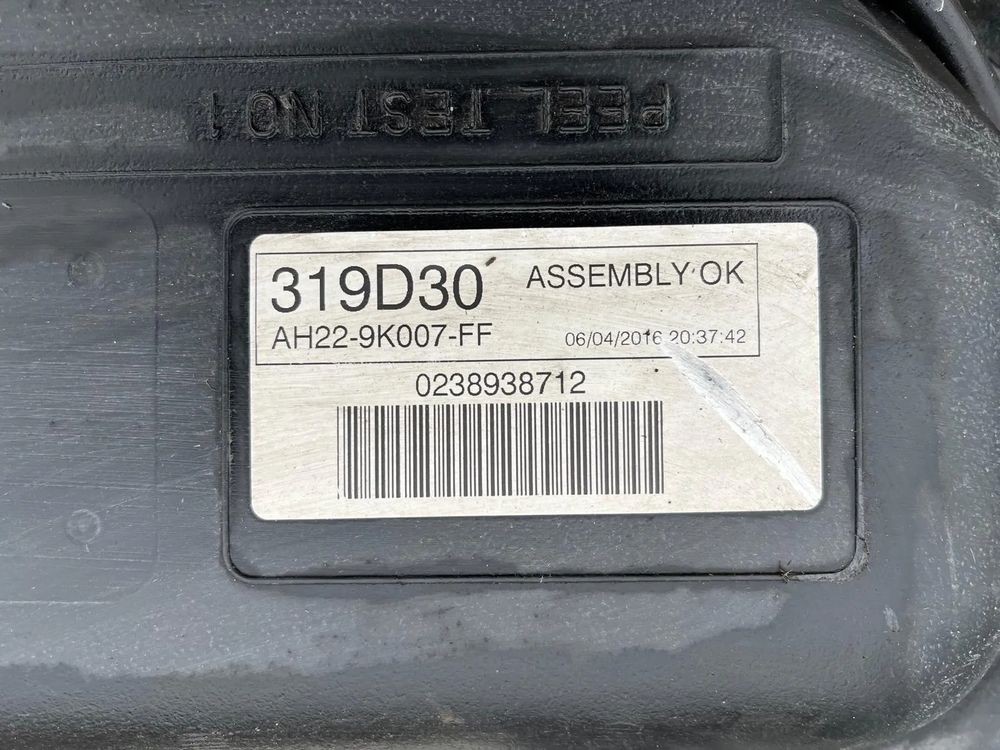 PEEL TEST NO 1
319D30 ASSEMBLY OK
AH22-9K007-FF 06/04/2016 20:37:42
0238938712